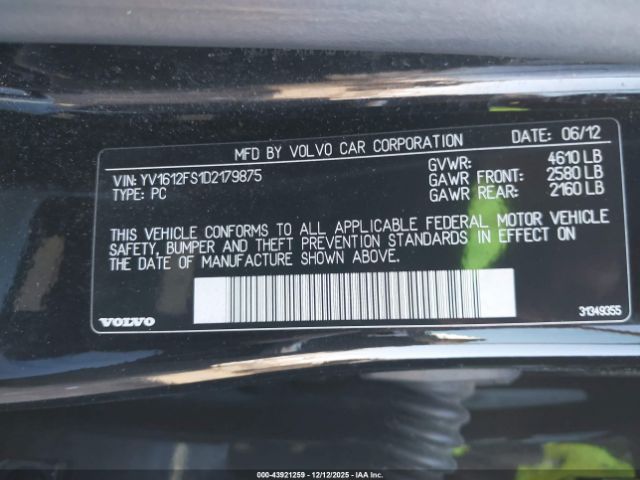 MFD BY VOLVO CAR CORPORATION DATE: 06/12
VIN: YV1612FS1D2179875 GVWR: 4610 LB
TYPE: PC GAWR FRONT: 2580 LB
GAWR REAR: 2160 LB
THIS VEHICLE CONFORMS TO ALL APPLICABLE FEDERAL MOTOR VEHICLE
SAFETY, BUMPER AND THEFT PREVENTION STANDARDS IN EFFECT ON
THE DATE OF MANUFACTURE SHOWN ABOVE.
VOLVO 31349355
000-43921259 - 12/12/2025 - IAA Inc.